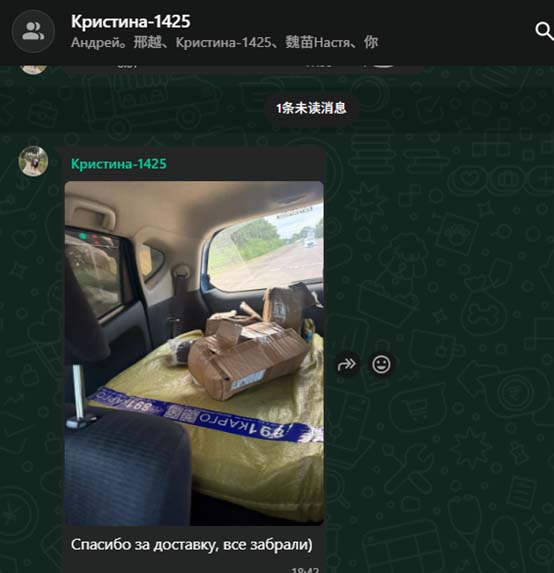 Кристина-1425
Андрей。邢越、Кристина-1425、魏苗Настя、你
1条未读消息
Кристина-1425
891КАРГО
Спасибо за доставку, все забрали)
18:42